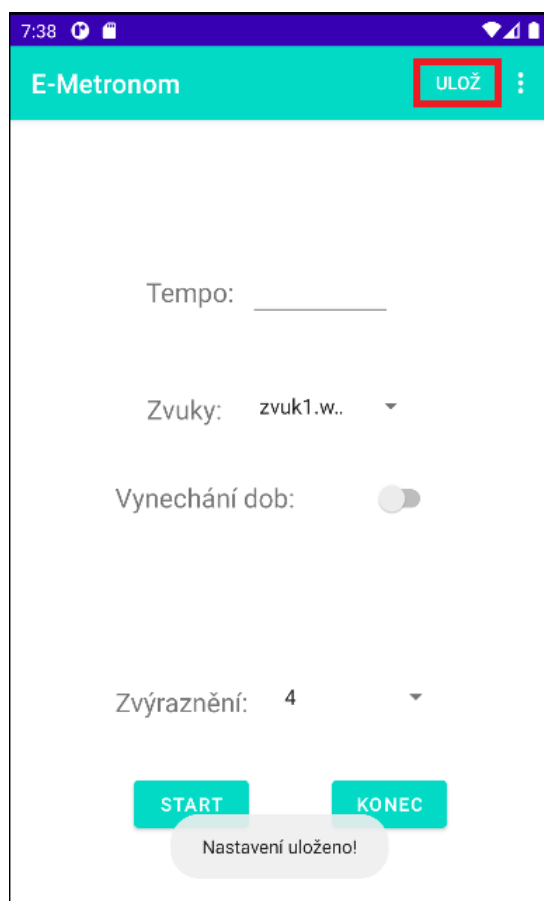 7:38
E-Metronom ULOŽ
Tempo:
Zvuky: zvuk1.w..
Vynechání dob:
Zvýraznění: 4
START KONEC
Nastavení uloženo!